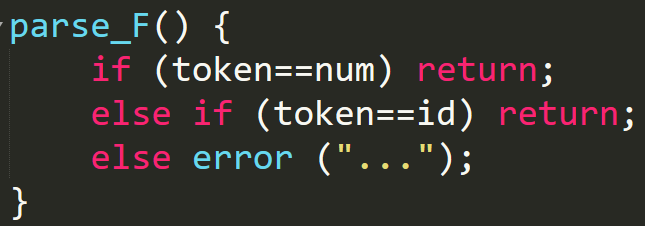 parse_F() {
    if (token==num) return;
    else if (token==id) return;
    else error ("...");
}